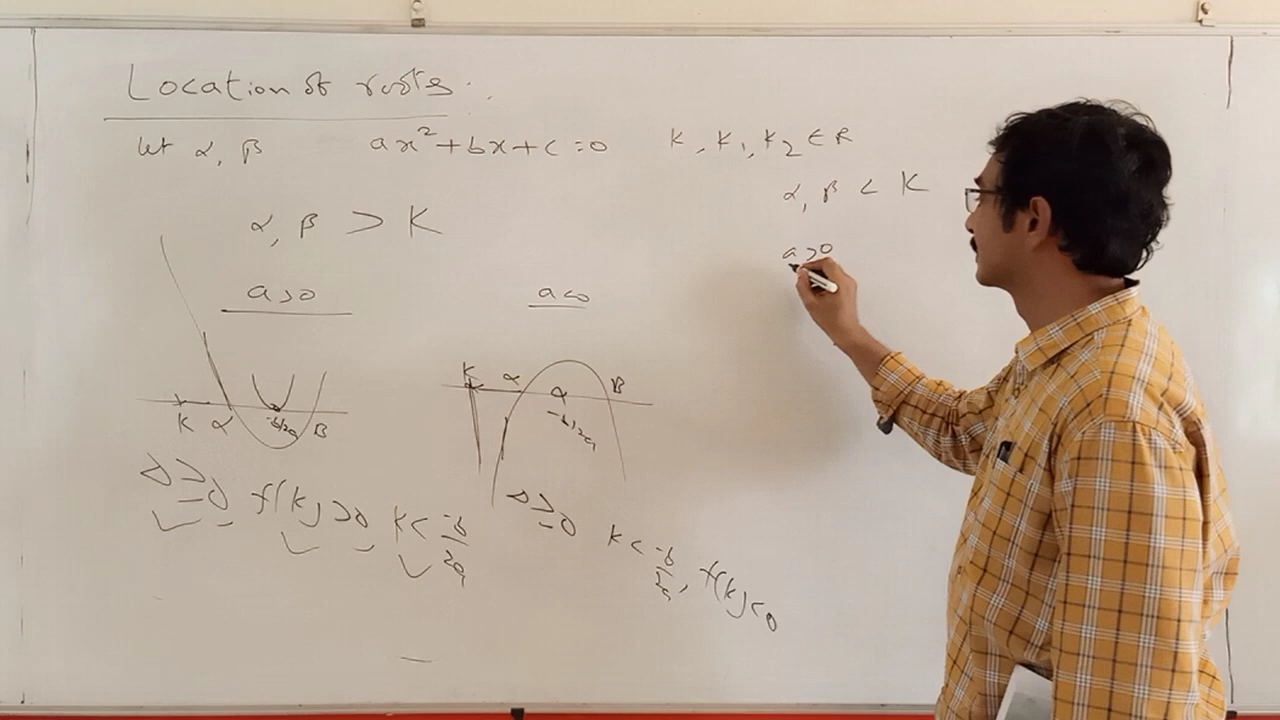 Location of roots.
let α, β ax²+bx+c=0 K, K₁, K₂ ∈ R
α, β < K
α, β > K
a>0
a>0
a<0
K α -b/2a β
K α -b/2a β
Δ≥0 f(K)>0 K< -b/2a
Δ≥0 K< -b/2a, f(K)<0